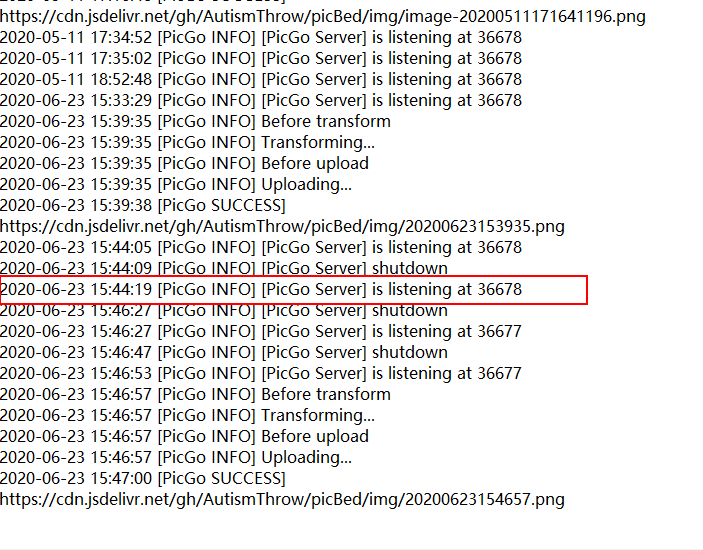 https://cdn.jsdelivr.net/gh/AutismThrow/picBed/img/image-20200511171641196.png
2020-05-11 17:34:52 [PicGo INFO] [PicGo Server] is listening at 36678
2020-05-11 17:35:02 [PicGo INFO] [PicGo Server] is listening at 36678
2020-05-11 18:52:48 [PicGo INFO] [PicGo Server] is listening at 36678
2020-06-23 15:33:29 [PicGo INFO] [PicGo Server] is listening at 36678
2020-06-23 15:39:35 [PicGo INFO] Before transform
2020-06-23 15:39:35 [PicGo INFO] Transforming...
2020-06-23 15:39:35 [PicGo INFO] Before upload
2020-06-23 15:39:35 [PicGo INFO] Uploading...
2020-06-23 15:39:38 [PicGo SUCCESS]
https://cdn.jsdelivr.net/gh/AutismThrow/picBed/img/20200623153935.png
2020-06-23 15:44:05 [PicGo INFO] [PicGo Server] is listening at 36678
2020-06-23 15:44:09 [PicGo INFO] [PicGo Server] shutdown
2020-06-23 15:44:19 [PicGo INFO] [PicGo Server] is listening at 36678
2020-06-23 15:46:27 [PicGo INFO] [PicGo Server] shutdown
2020-06-23 15:46:27 [PicGo INFO] [PicGo Server] is listening at 36677
2020-06-23 15:46:47 [PicGo INFO] [PicGo Server] shutdown
2020-06-23 15:46:53 [PicGo INFO] [PicGo Server] is listening at 36677
2020-06-23 15:46:57 [PicGo INFO] Before transform
2020-06-23 15:46:57 [PicGo INFO] Transforming...
2020-06-23 15:46:57 [PicGo INFO] Before upload
2020-06-23 15:46:57 [PicGo INFO] Uploading...
2020-06-23 15:47:00 [PicGo SUCCESS]
https://cdn.jsdelivr.net/gh/AutismThrow/picBed/img/20200623154657.png